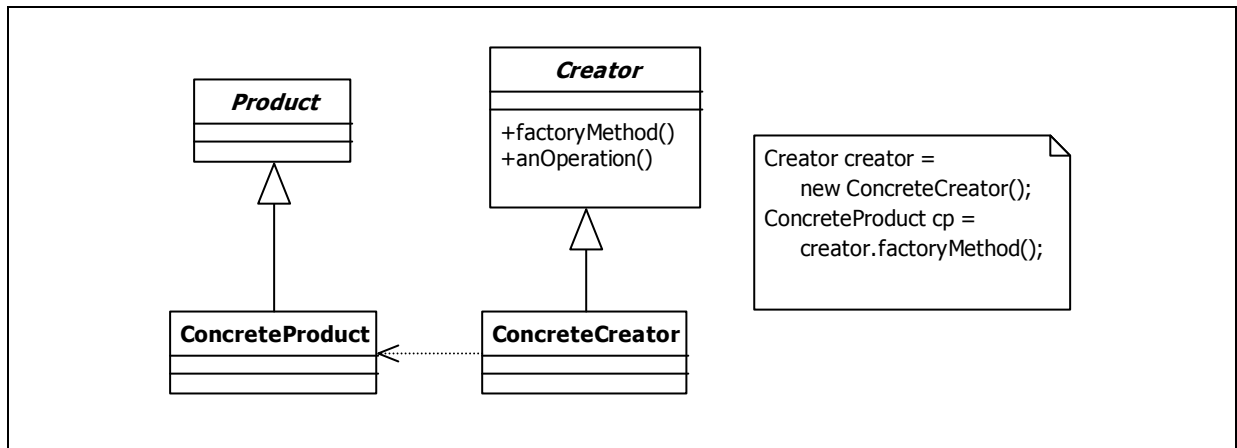 Product
Creator
+factoryMethod()
+anOperation()
Creator creator =
new ConcreteCreator();
ConcreteProduct cp =
creator.factoryMethod();
ConcreteProduct
ConcreteCreator